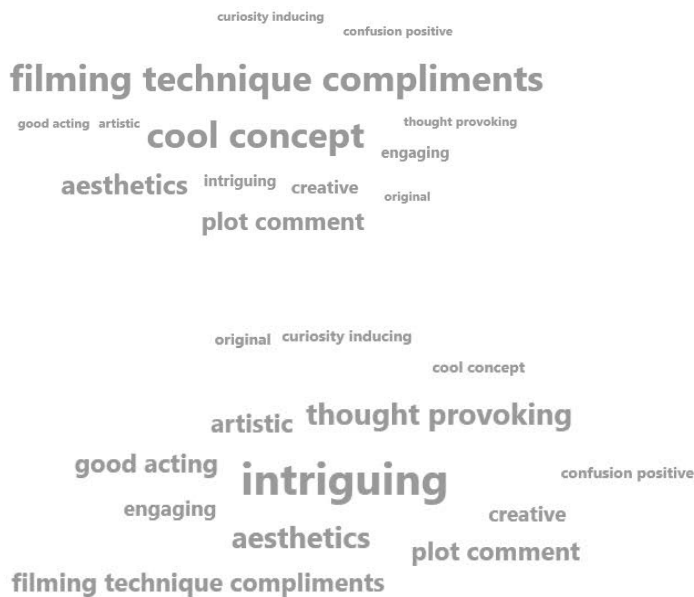 curiosity inducing
confusion positive
filming technique compliments
good acting artistic cool concept thought provoking
engaging
aesthetics intriguing creative original
plot comment
original curiosity inducing
cool concept
artistic thought provoking
good acting intriguing confusion positive
engaging creative
aesthetics plot comment
filming technique compliments